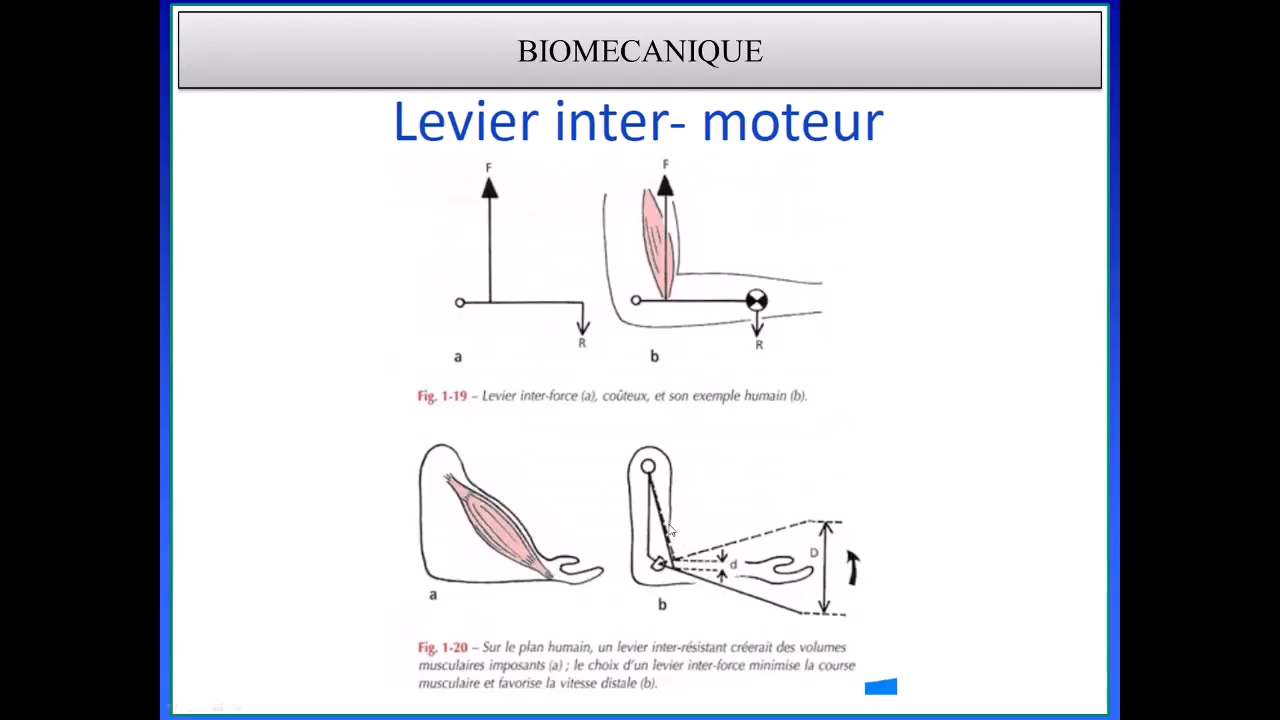 BIOMECANIQUE
Levier inter- moteur
F
R
a
F
R
b
Fig. 1-19 – Levier inter-force (a), coûteux, et son exemple humain (b).
a
D
d
b
Fig. 1-20 – Sur le plan humain, un levier inter-résistant créerait des volumes
musculaires imposants (a) ; le choix d'un levier inter-force minimise la course
musculaire et favorise la vitesse distale (b).